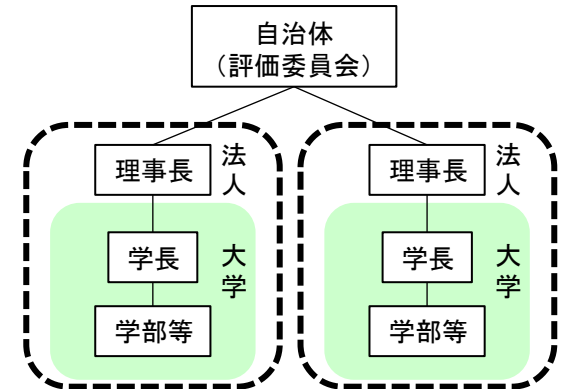 自治体
（評価委員会）
理事長
法人
学長
大学
学部等
理事長
法人
学長
大学
学部等